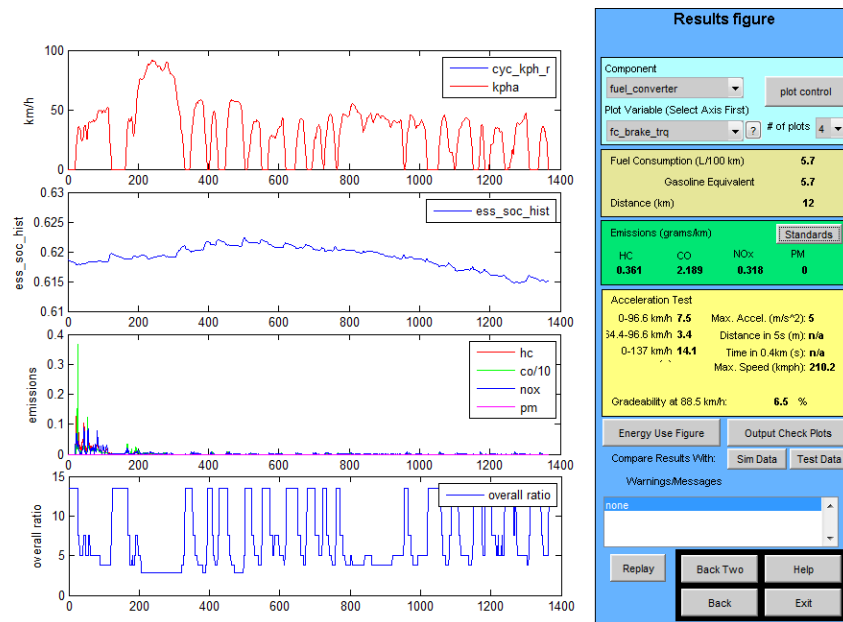 Results figure
100
50
0
km/h
cyc_kph_r
kpha
0 200 400 600 800 1000 1200 1400
0.63
0.625
0.62
0.615
0.61
ess_soc_hist
ess_soc_hist
0 200 400 600 800 1000 1200 1400
0.4
0.3
0.2
0.1
0
emissions
hc
co/10
nox
pm
0 200 400 600 800 1000 1200 1400
15
10
5
0
overall ratio
overall ratio
0 200 400 600 800 1000 1200 1400
Component
fuel_converter
plot control
Plot Variable (Select Axis First)
fc_brake_trq ? # of plots 4
Fuel Consumption (L/100 km) 5.7
Gasoline Equivalent 5.7
Distance (km) 12
Emissions (grams/km) Standards
HC CO NOx PM
0.361 2.189 0.318 0
Acceleration Test
0-96.6 km/h 7.5 Max. Accel. (m/s^2): 5
64.4-96.6 km/h 3.4 Distance in 5s (m): n/a
0-137 km/h 14.1 Time in 0.4km (s): n/a
Max. Speed (kmph): 210.2
Gradeability at 88.5 km/h: 6.5 %
Energy Use Figure Output Check Plots
Compare Results With: Sim Data Test Data
Warnings/Messages
none
Replay Back Two Help
Back Exit